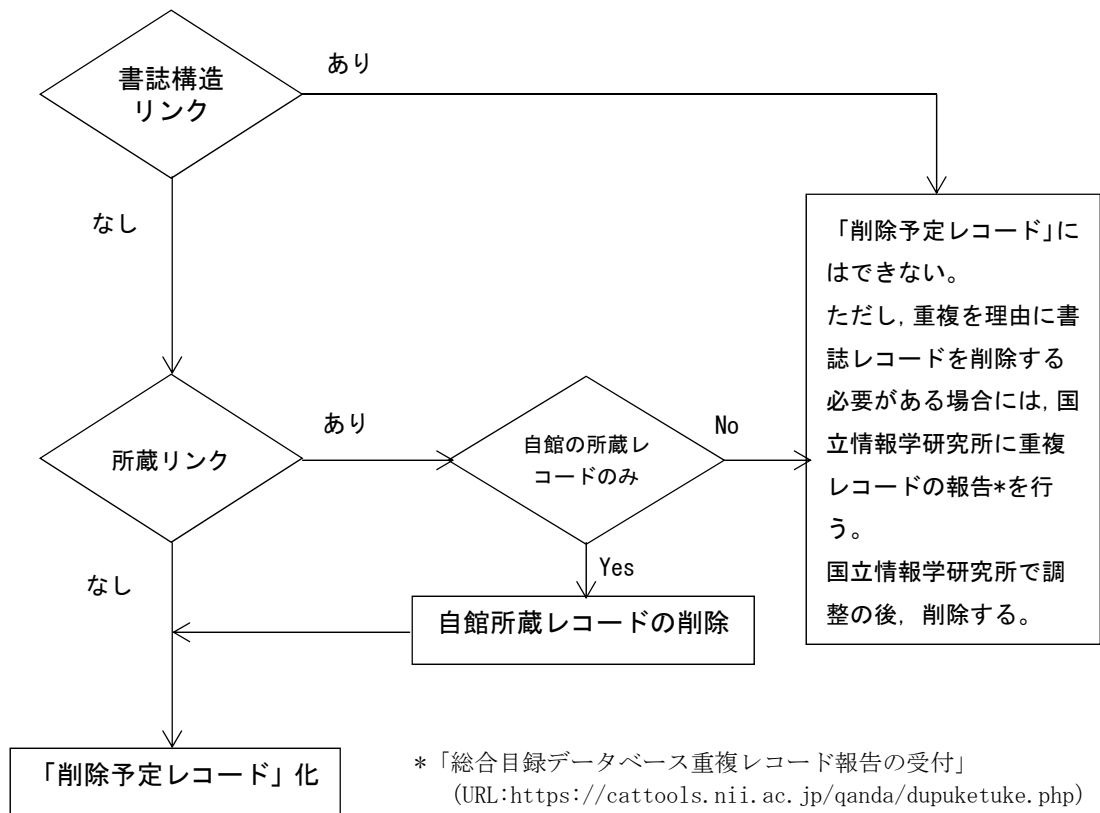 書誌構造
リンク
あり
なし
「削除予定レコード」に
はできない。
ただし，重複を理由に書
誌レコードを削除する
必要がある場合には，国
立情報学研究所に重複
レコードの報告*を行
う。
国立情報学研究所で調
整の後，削除する。
所蔵リンク
あり
自館の所蔵レ
コードのみ
No
Yes
なし
自館所蔵レコードの削除
「削除予定レコード」化
*「総合目録データベース重複レコード報告の受付」
(URL:https://cattools.nii.ac.jp/qanda/dupuketuke.php)